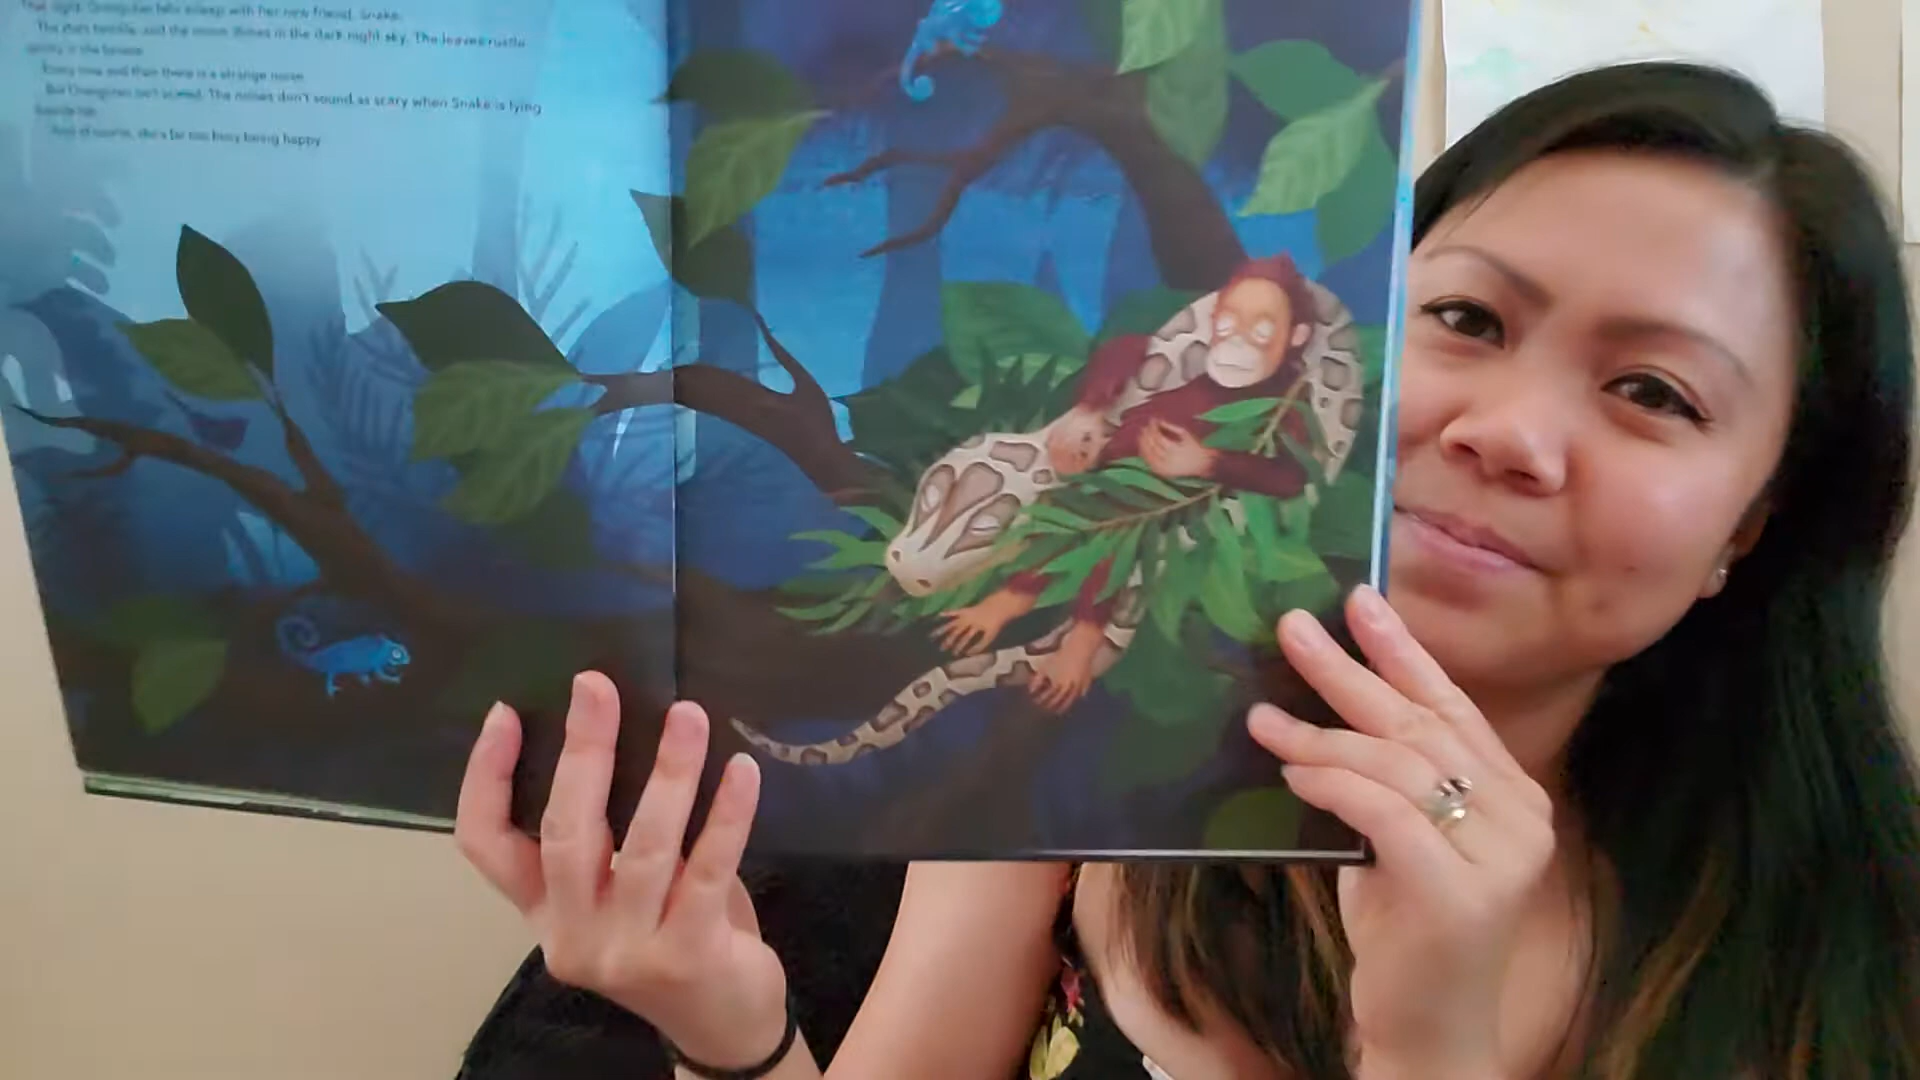 That night, Orangutan falls asleep with her new friend, Snake.
The stars twinkle and the moon shines in the dark night sky. The leaves rustle
gently in the breeze.
Every now and then there is a strange noise.
But Orangutan isn't scared. The noises don't sound as scary when Snake is lying
beside her.
And of course, she's far too busy being happy.